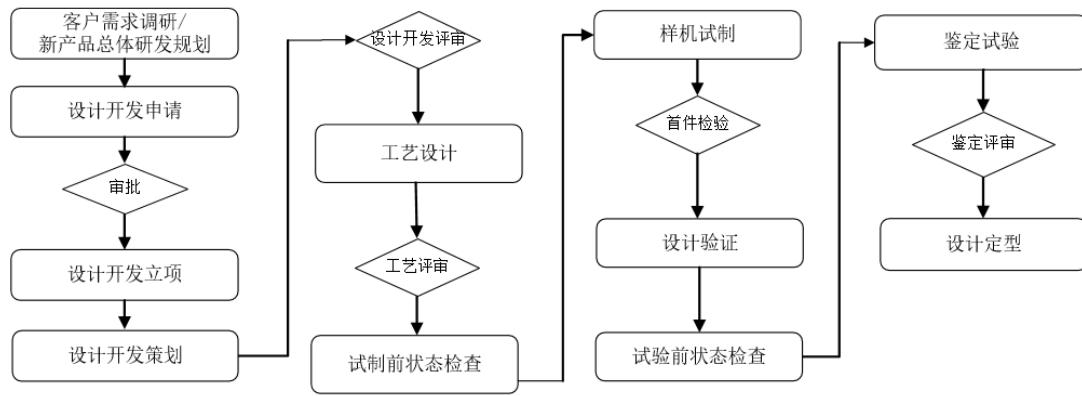 客户需求调研/
新产品总体研发规划
设计开发申请
审批
设计开发立项
设计开发策划
设计开发评审
工艺设计
工艺评审
试制前状态检查
样机试制
首件检验
设计验证
试验前状态检查
鉴定试验
鉴定评审
设计定型